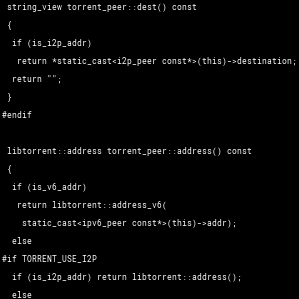 string_view torrent_peer::dest() const
{
if (is_i2p_addr)
return *static_cast<i2p_peer const*>(this)->destination;
return "";
}
#endif
libtorrent::address torrent_peer::address() const
{
if (is_v6_addr)
return libtorrent::address_v6(
static_cast<ipv6_peer const*>(this)->addr);
else
#if TORRENT_USE_I2P
if (is_i2p_addr) return libtorrent::address();
else